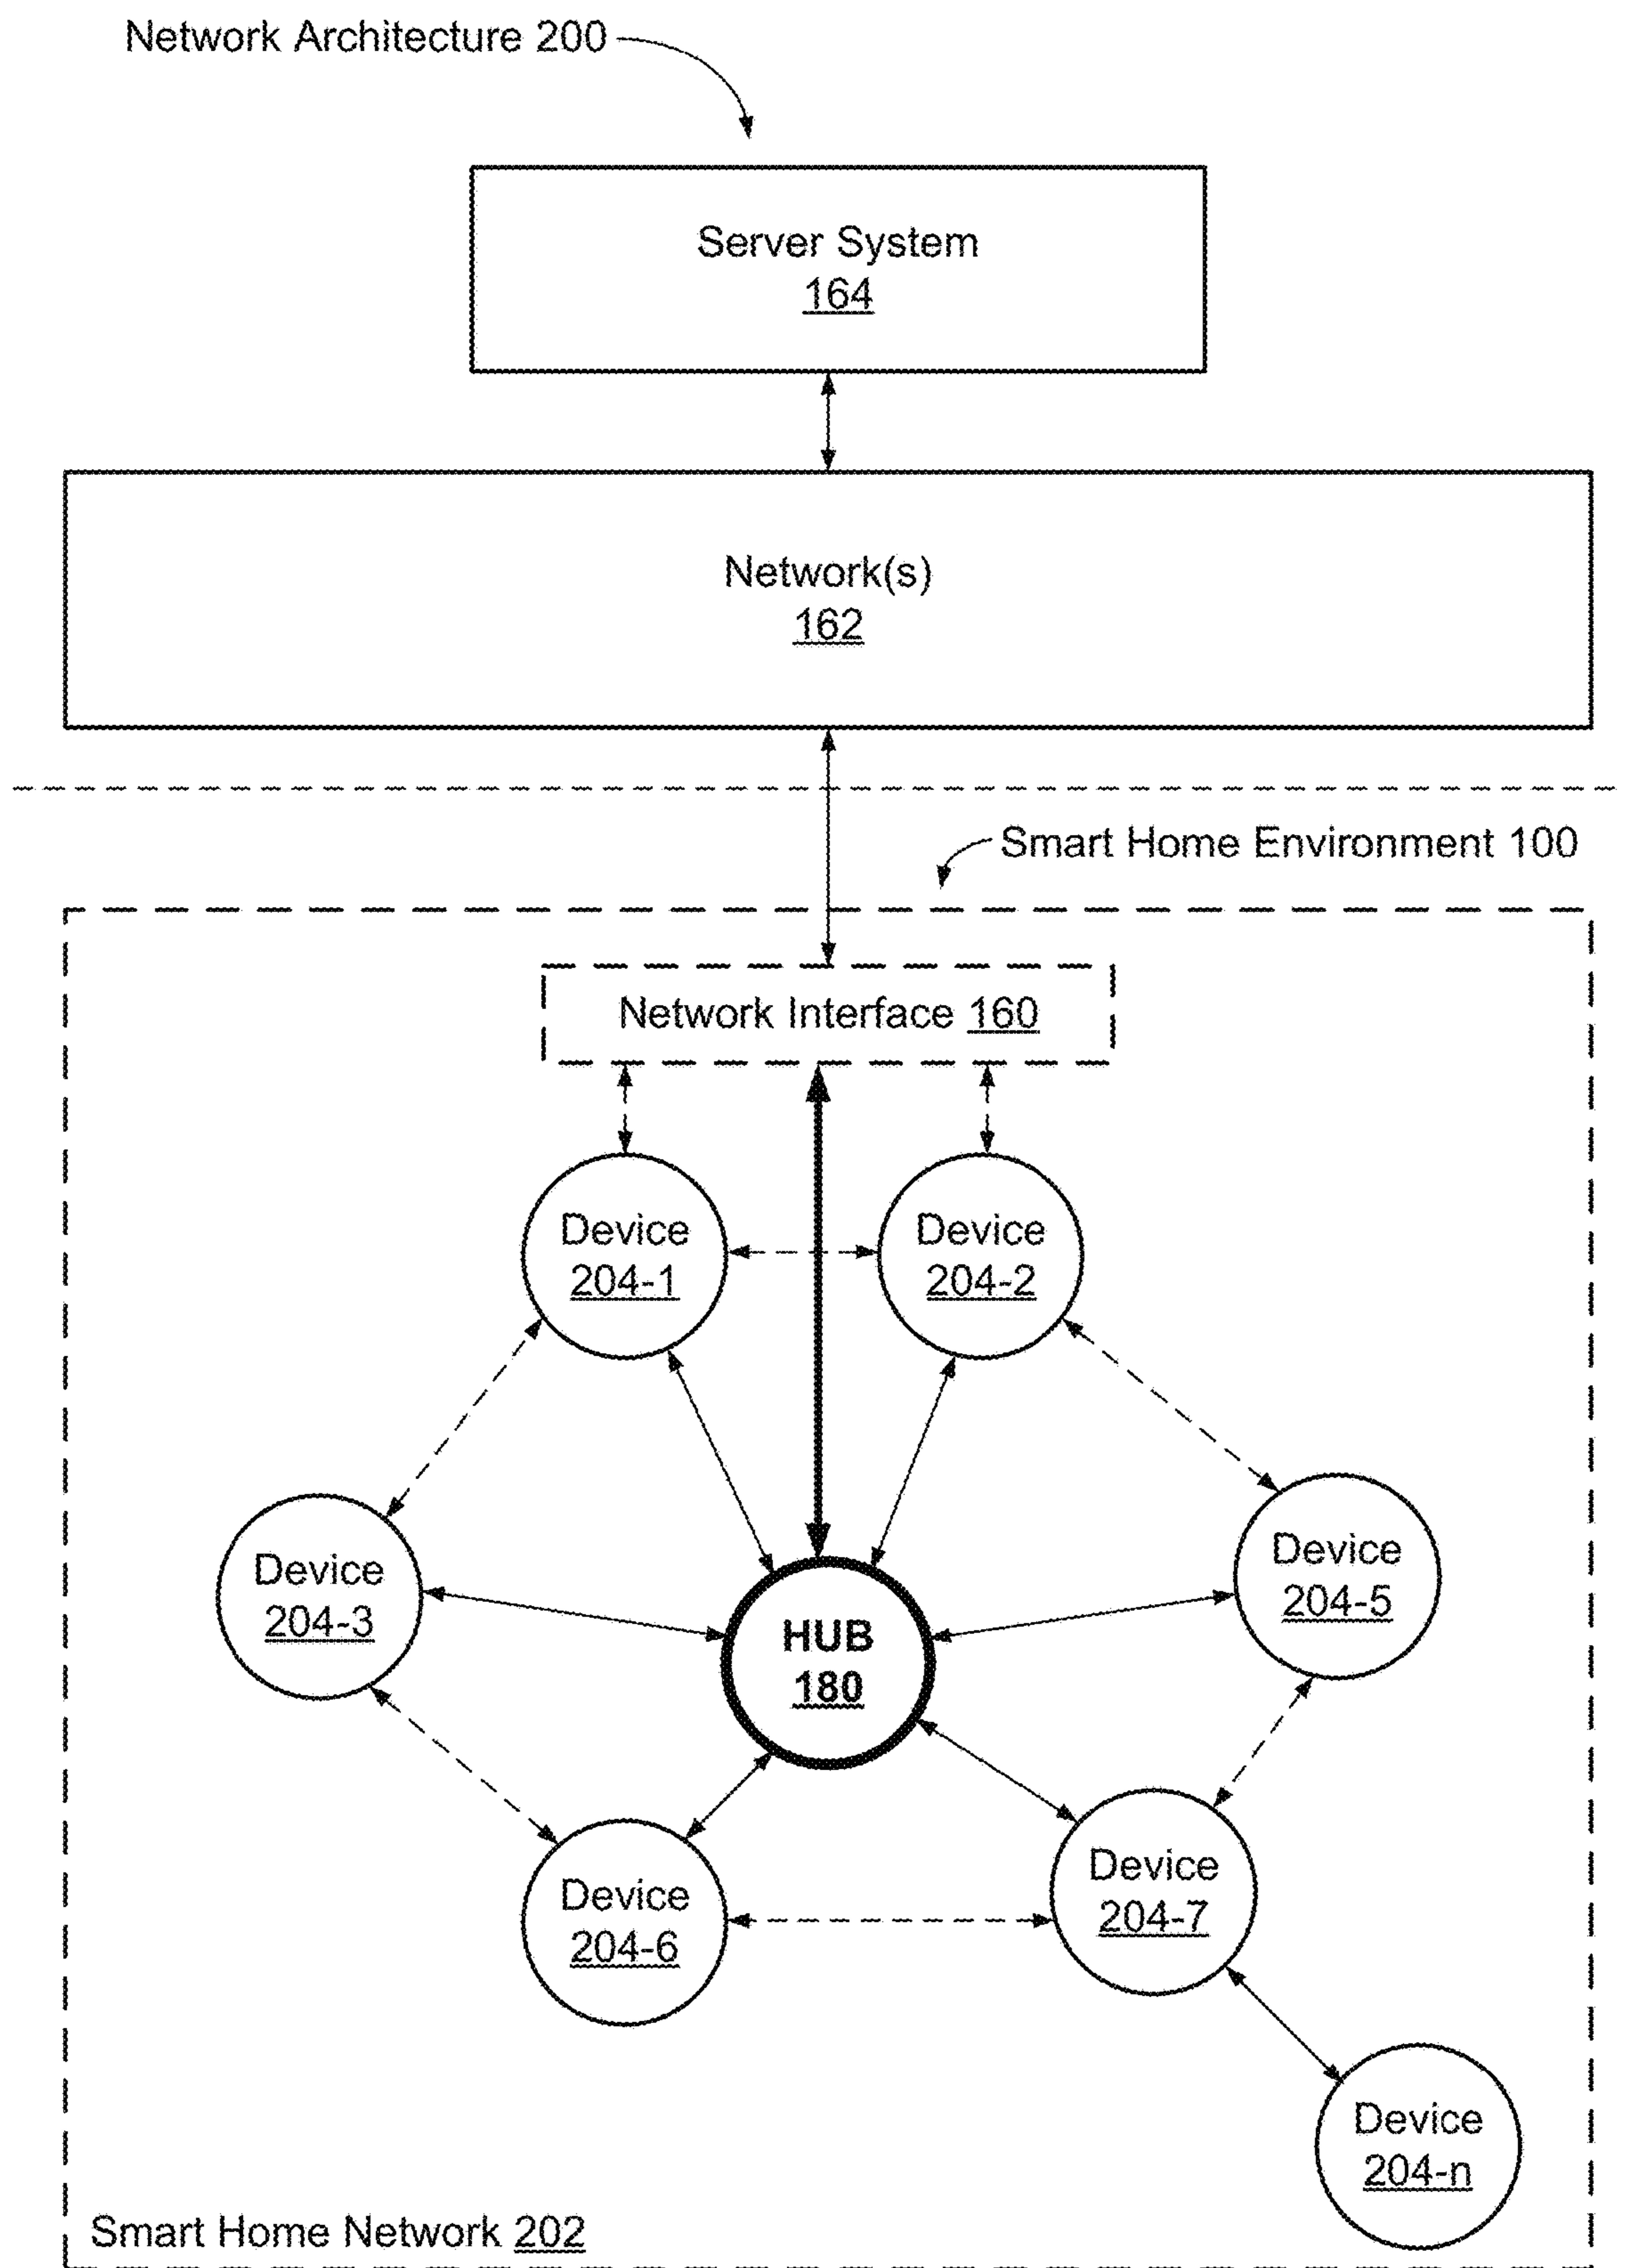 Network Architecture 200
Server System
164
Network(s)
162
Smart Home Environment 100
Network Interface 160
Device
204-1
Device
204-2
Device
204-3
HUB
180
Device
204-5
Device
204-6
Device
204-7
Device
204-n
Smart Home Network 202